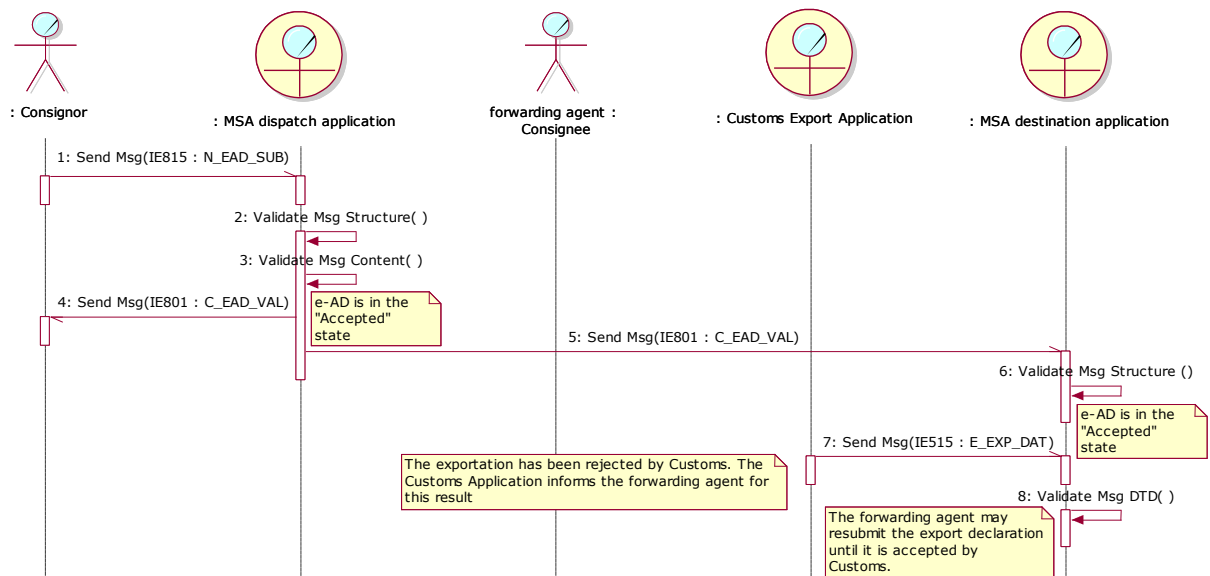 : Consignor
: MSA dispatch application
forwarding agent :
Consignee
: Customs Export Application
: MSA destination application
1: Send Msg(IE815 : N_EAD_SUB)
2: Validate Msg Structure( )
3: Validate Msg Content( )
4: Send Msg(IE801 : C_EAD_VAL)
e-AD is in the
"Accepted"
state
5: Send Msg(IE801 : C_EAD_VAL)
6: Validate Msg Structure ()
e-AD is in the
"Accepted"
state
7: Send Msg(IE515 : E_EXP_DAT)
The exportation has been rejected by Customs. The
Customs Application informs the forwarding agent for
this result
8: Validate Msg DTD( )
The forwarding agent may
resubmit the export declaration
until it is accepted by
Customs.